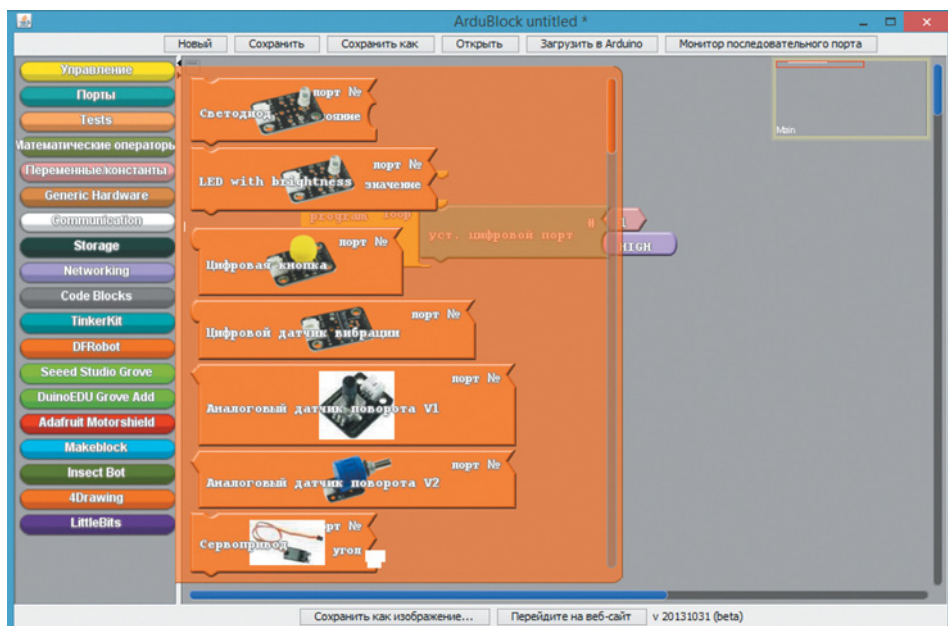 ArduBlock untitled *
Новый Сохранить Сохранить как Открыть Загрузить в Arduino Монитор последовательного порта
Управление
Порты
Tests
Математические операторы
Переменные/константы
Generic Hardware
Communication
Storage
Networking
Code Blocks
TinkerKit
DFRobot
Seeed Studio Grove
DuinoEDU Grove Add
Adafruit Motorshield
Makeblock
Insect Bot
4Drawing
LittleBits
порт №
Светодиод ояние
порт №
LED with brightness значение
program loop
уст. цифровой порт # 1
HIGH
порт №
Цифровая кнопка
порт №
Цифровой датчик вибрации
порт №
Аналоговый датчик поворота V1
порт №
Аналоговый датчик поворота V2
рт №
Сервопривод угол
Main
Сохранить как изображение... Перейдите на веб-сайт v 20131031 (beta)